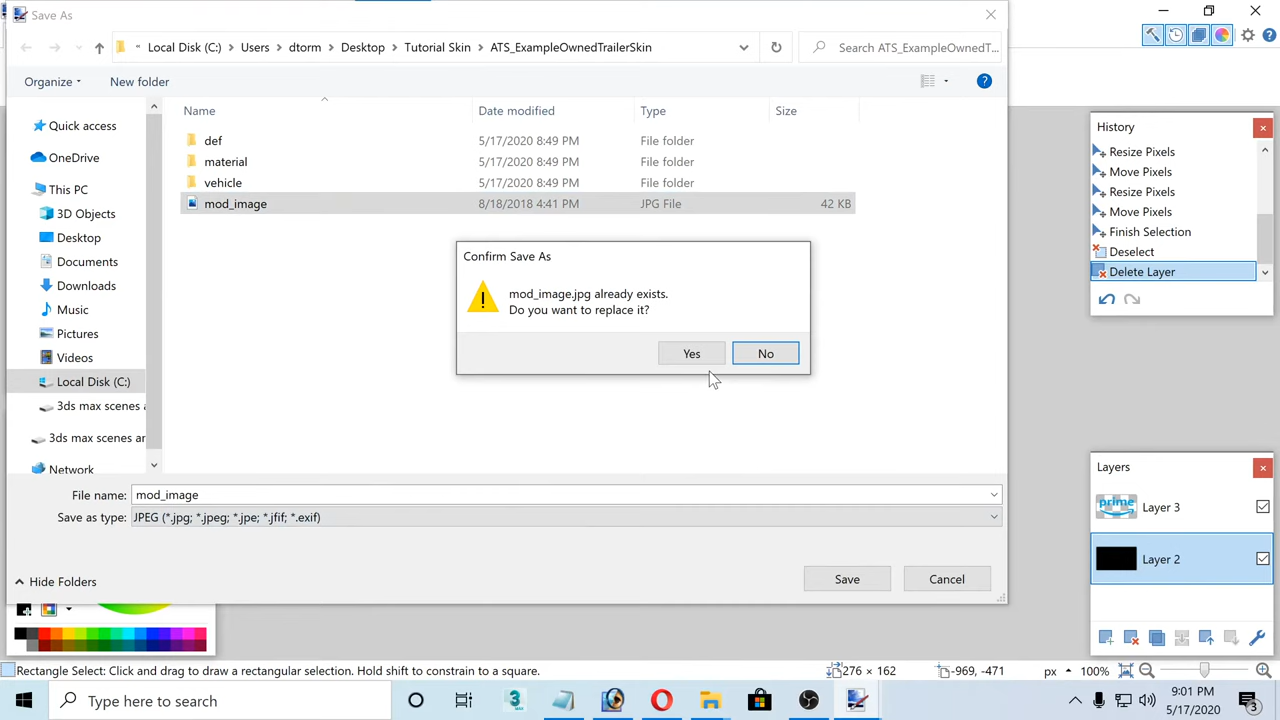 Save As
Local Disk (C:) › Users › dtorm › Desktop › Tutorial Skin › ATS_ExampleOwnedTrailerSkin
Search ATS_ExampleOwnedT...
Organize
New folder
Name
Date modified
Type
Size
Quick access
OneDrive
This PC
3D Objects
Desktop
Documents
Downloads
Music
Pictures
Videos
Local Disk (C:)
3ds max scenes a
3ds max scenes an
Network
def 5/17/2020 8:49 PM File folder
material 5/17/2020 8:49 PM File folder
vehicle 5/17/2020 8:49 PM File folder
mod_image 8/18/2018 4:41 PM JPG File 42 KB
Confirm Save As
mod_image.jpg already exists.
Do you want to replace it?
Yes
No
File name: mod_image
Save as type: JPEG (*.jpg; *.jpeg; *.jpe; *.jfif; *.exif)
Hide Folders
Save
Cancel
History
Resize Pixels
Move Pixels
Resize Pixels
Move Pixels
Finish Selection
Deselect
Delete Layer
Layers
prime
Layer 3
Layer 2
Rectangle Select: Click and drag to draw a rectangular selection. Hold shift to constrain to a square.
276 × 162
-969, -471
px
100%
Type here to search
9:01 PM
5/17/2020
3